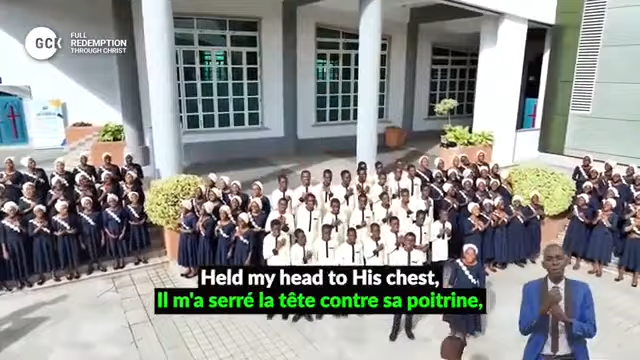 GCK
FULL
REDEMPTION
THROUGH CHRIST
Held my head to His chest,
Il m'a serré la tête contre sa poitrine,